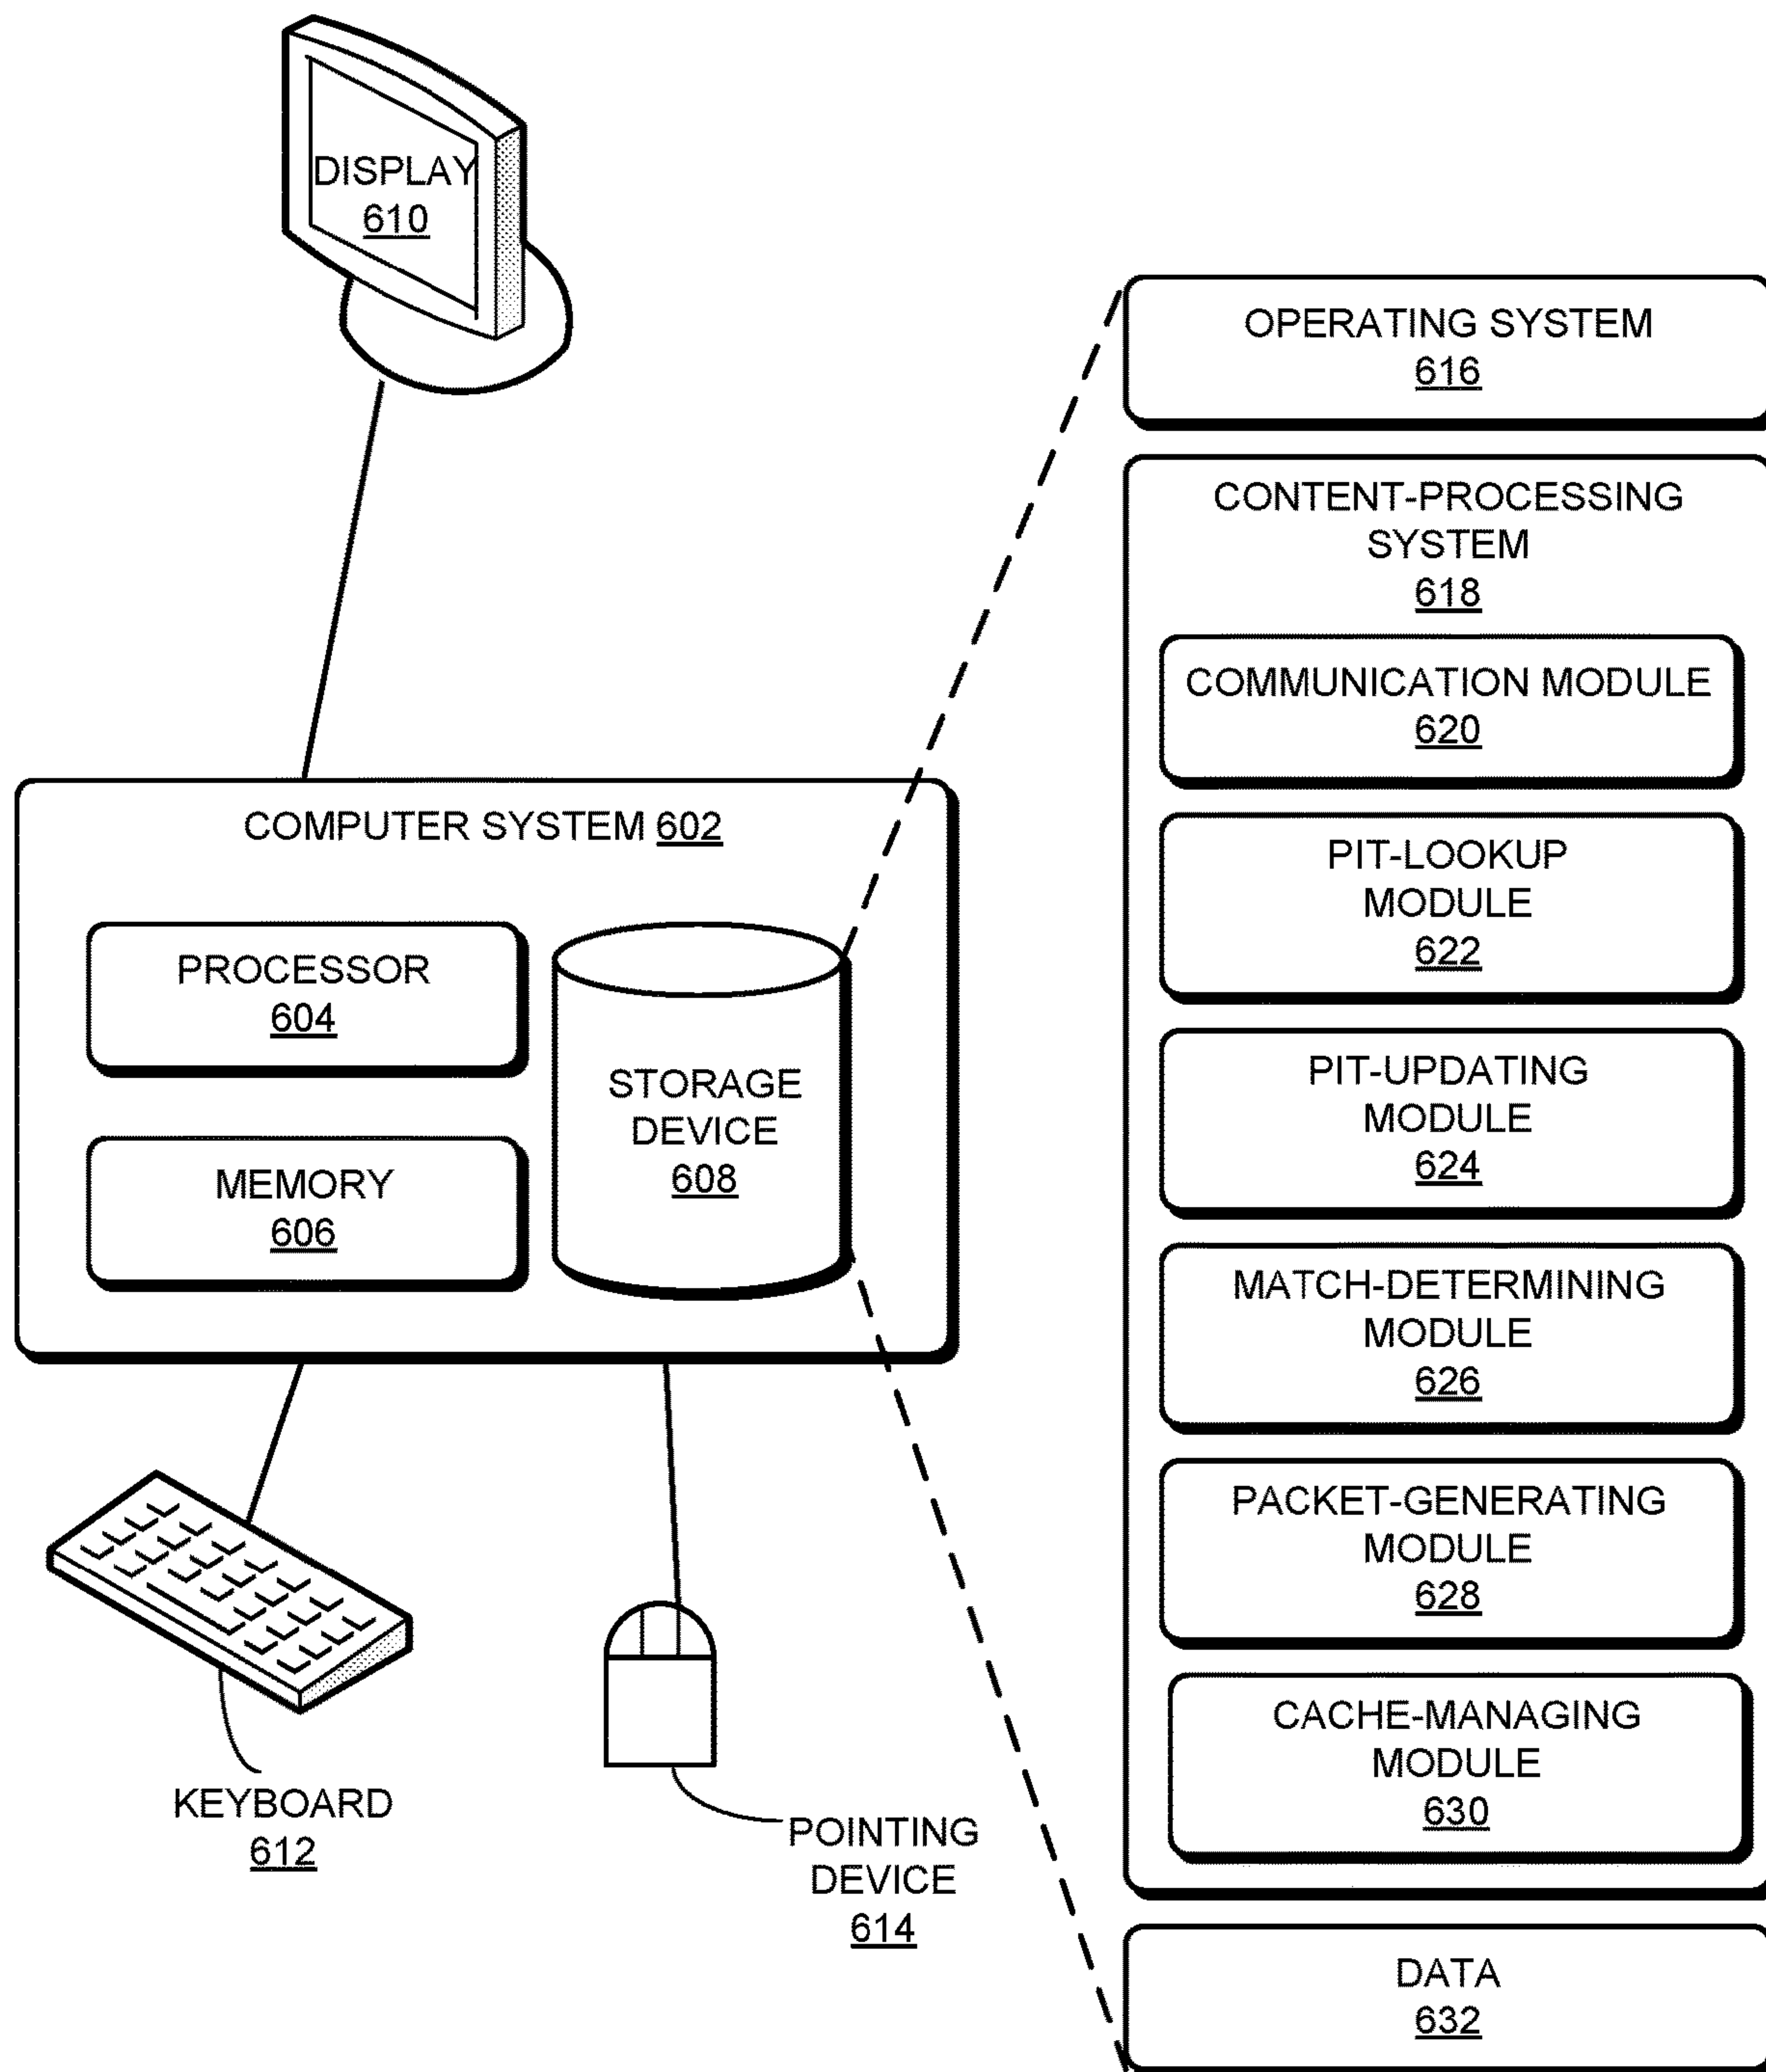 DISPLAY
610
COMPUTER SYSTEM 602
PROCESSOR
604
MEMORY
606
STORAGE
DEVICE
608
KEYBOARD
612
POINTING
DEVICE
614
OPERATING SYSTEM
616
CONTENT-PROCESSING
SYSTEM
618
COMMUNICATION MODULE
620
PIT-LOOKUP
MODULE
622
PIT-UPDATING
MODULE
624
MATCH-DETERMINING
MODULE
626
PACKET-GENERATING
MODULE
628
CACHE-MANAGING
MODULE
630
DATA
632